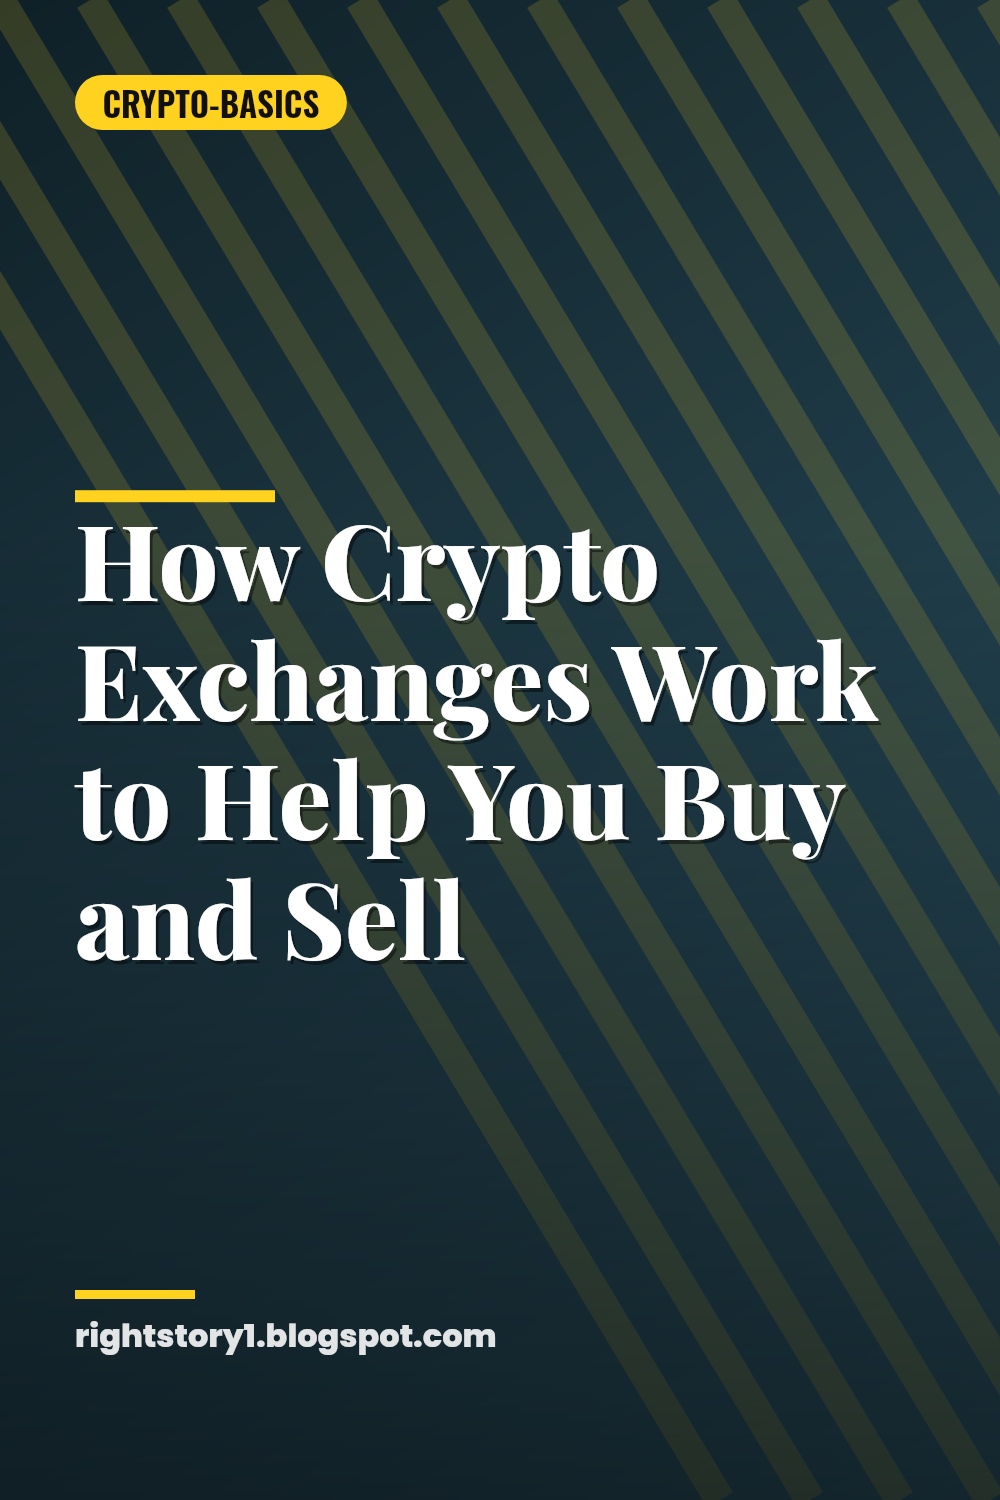 CRYPTO-BASICS
How Crypto
Exchanges Work
to Help You Buy
and Sell
rightstory1.blogspot.com